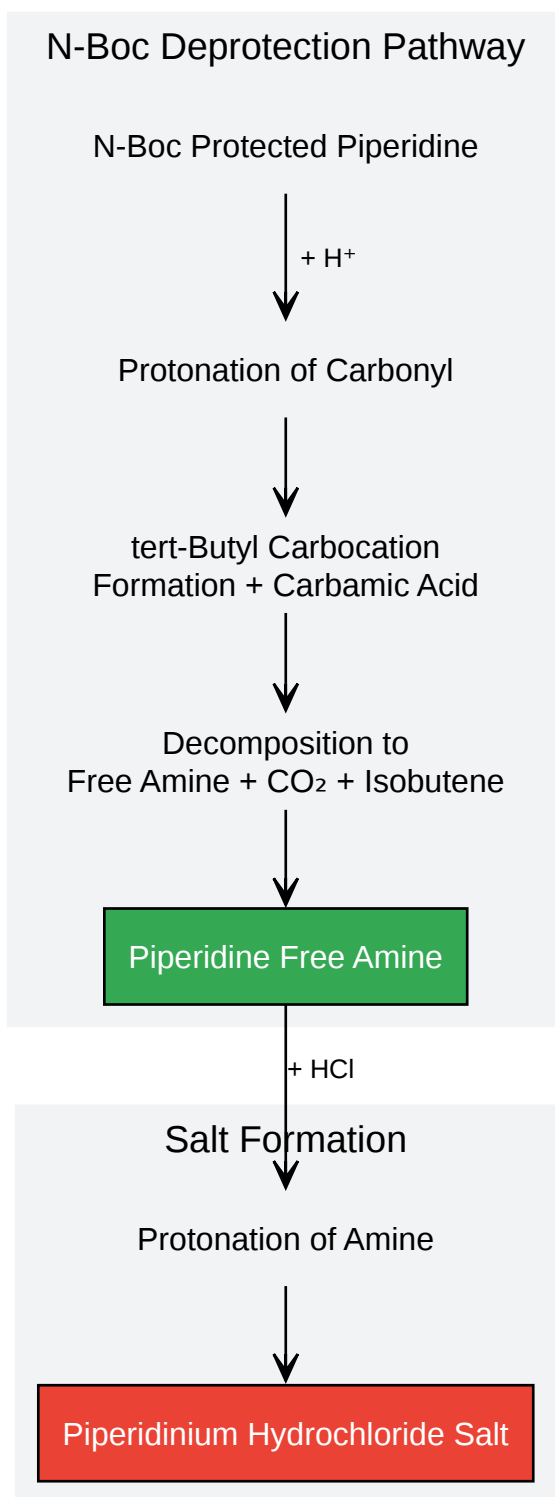 N-Boc Deprotection Pathway
N-Boc Protected Piperidine
+ H⁺
Protonation of Carbonyl
tert-Butyl Carbocation
Formation + Carbamic Acid
Decomposition to
Free Amine + CO₂ + Isobutene
Piperidine Free Amine
+ HCl
Salt Formation
Protonation of Amine
Piperidinium Hydrochloride Salt